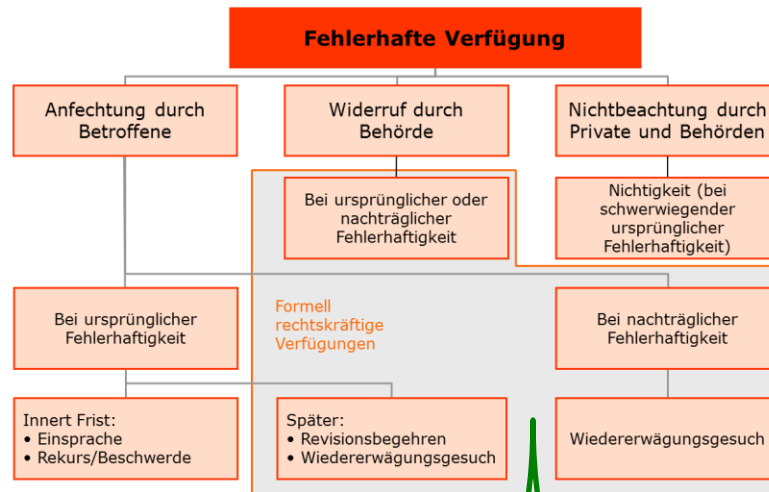 Fehlerhafte Verfügung
Anfechtung durch
Betroffene
Widerruf durch
Behörde
Nichtbeachtung durch
Private und Behörden
Bei ursprünglicher oder
nachträglicher
Fehlerhaftigkeit
Nichtigkeit (bei
schwerwiegender
ursprünglicher
Fehlerhaftigkeit)
Bei ursprünglicher
Fehlerhaftigkeit
Formell
rechtskräftige
Verfügungen
Bei nachträglicher
Fehlerhaftigkeit
Innert Frist:
• Einsprache
• Rekurs/Beschwerde
Später:
• Revisionsbegehren
• Wiedererwägungsgesuch
Wiedererwägungsgesuch